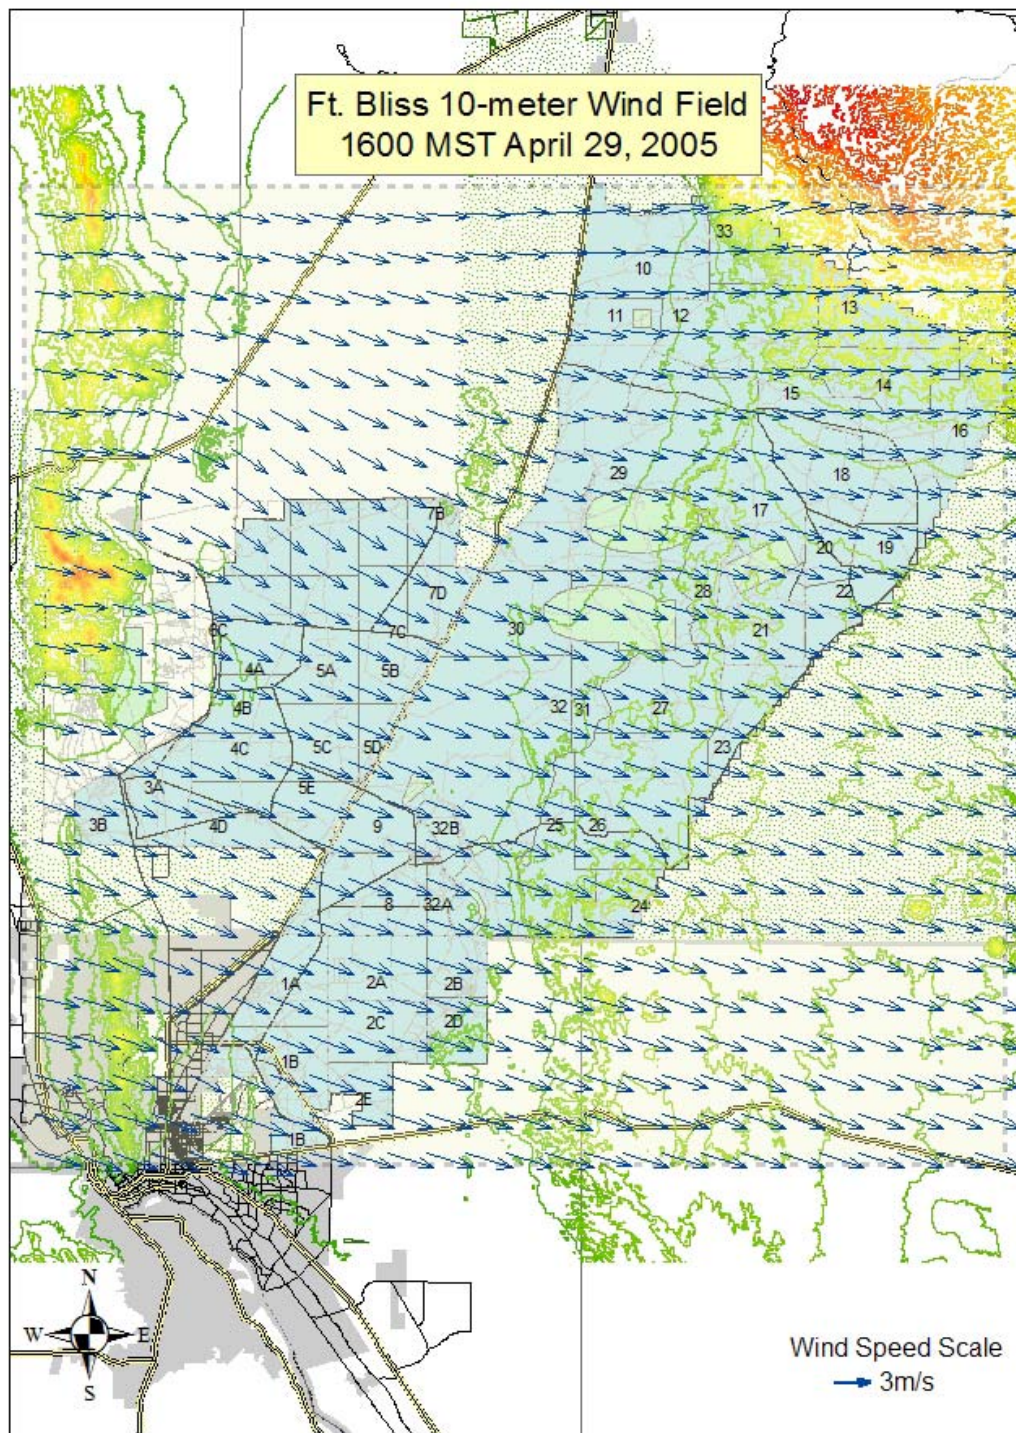 Ft. Bliss 10-meter Wind Field
1600 MST April 29, 2005
33
10
13
11
12
15
14
16
29
18
17
7B
20
19
7D
28
22
6C
7C
30
21
4A
5A
5B
4B
32
31
27
4C
5C
5D
23
3A
5E
3B
4D
9
32B
25
26
8
32A
24
1A
2A
2B
2C
2D
1B
2E
1B
N
W
E
S
Wind Speed Scale
3m/s